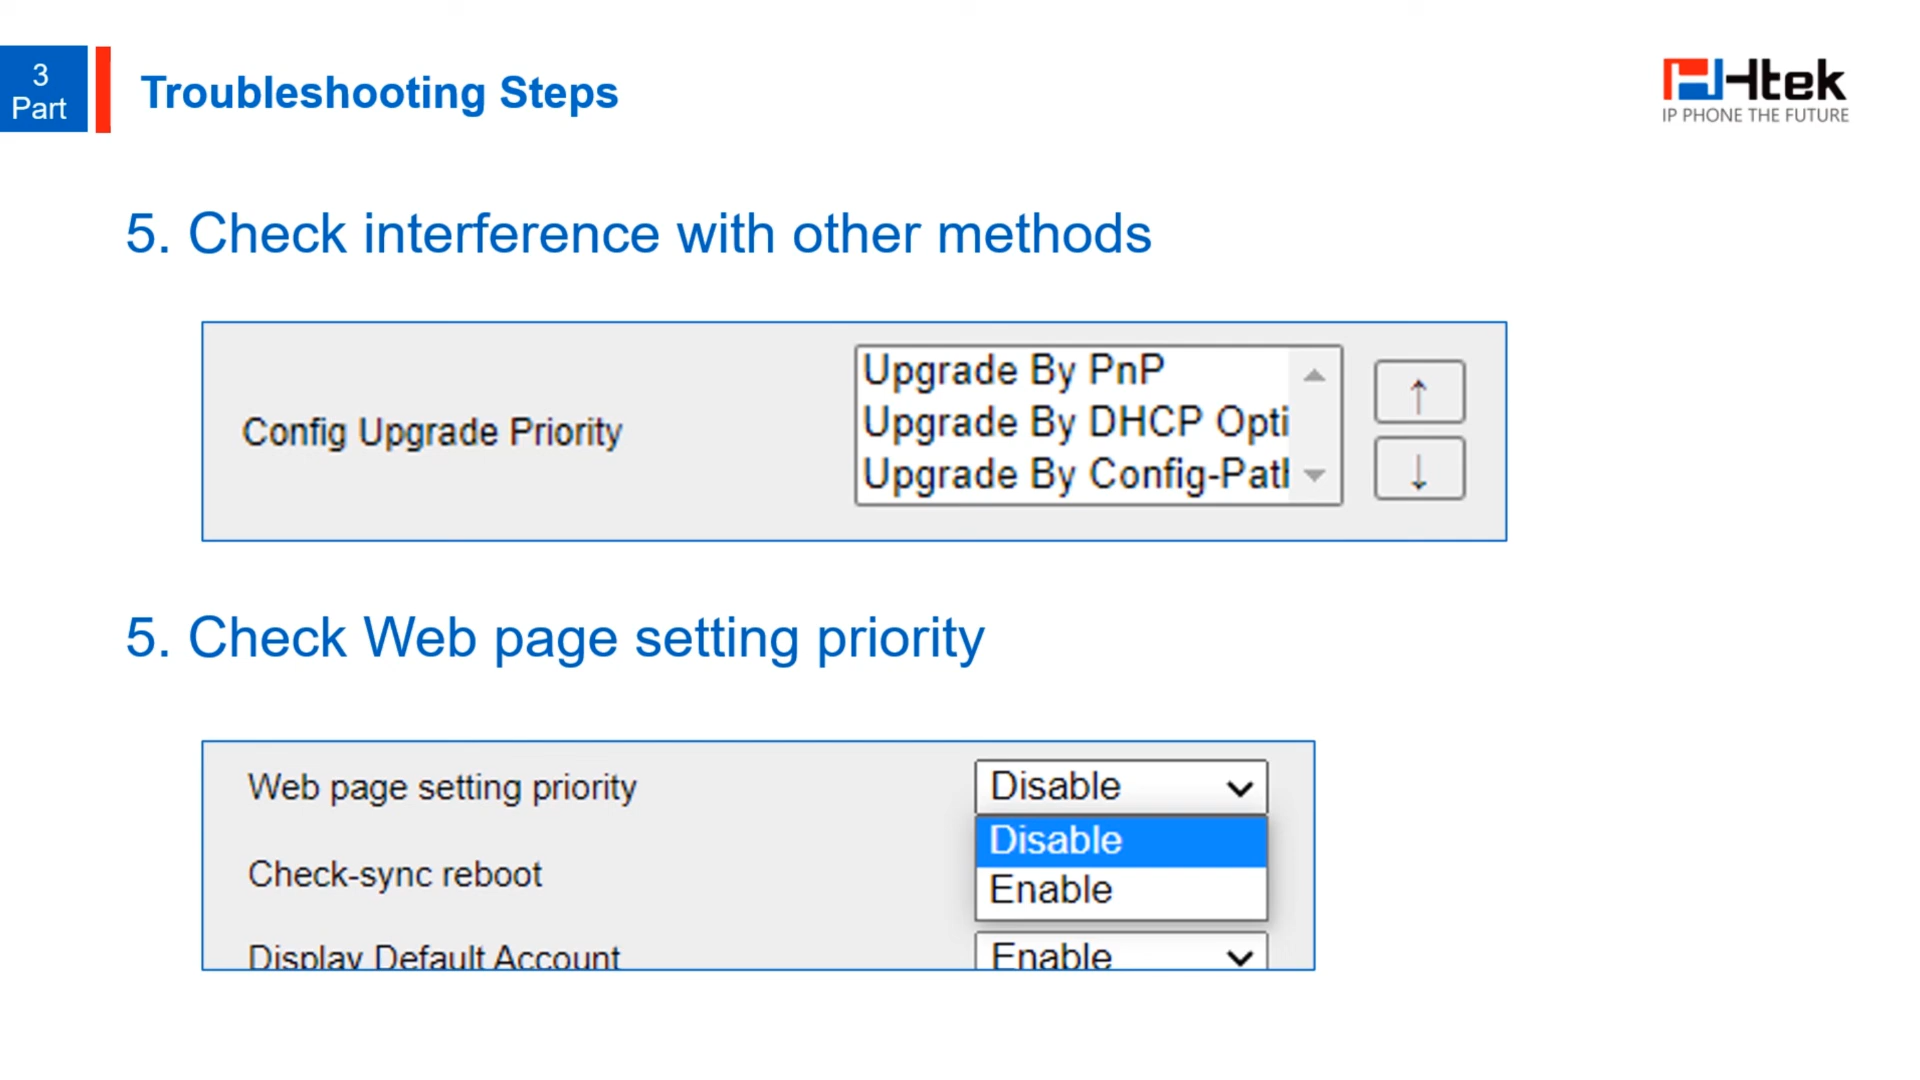 3
Part
Troubleshooting Steps
Htek
IP PHONE THE FUTURE
5. Check interference with other methods
Config Upgrade Priority
Upgrade By PnP
Upgrade By DHCP Opti
Upgrade By Config-Pat
↑
↓
5. Check Web page setting priority
Web page setting priority
Disable
Disable
Check-sync reboot
Enable
Display Default Account
Enable